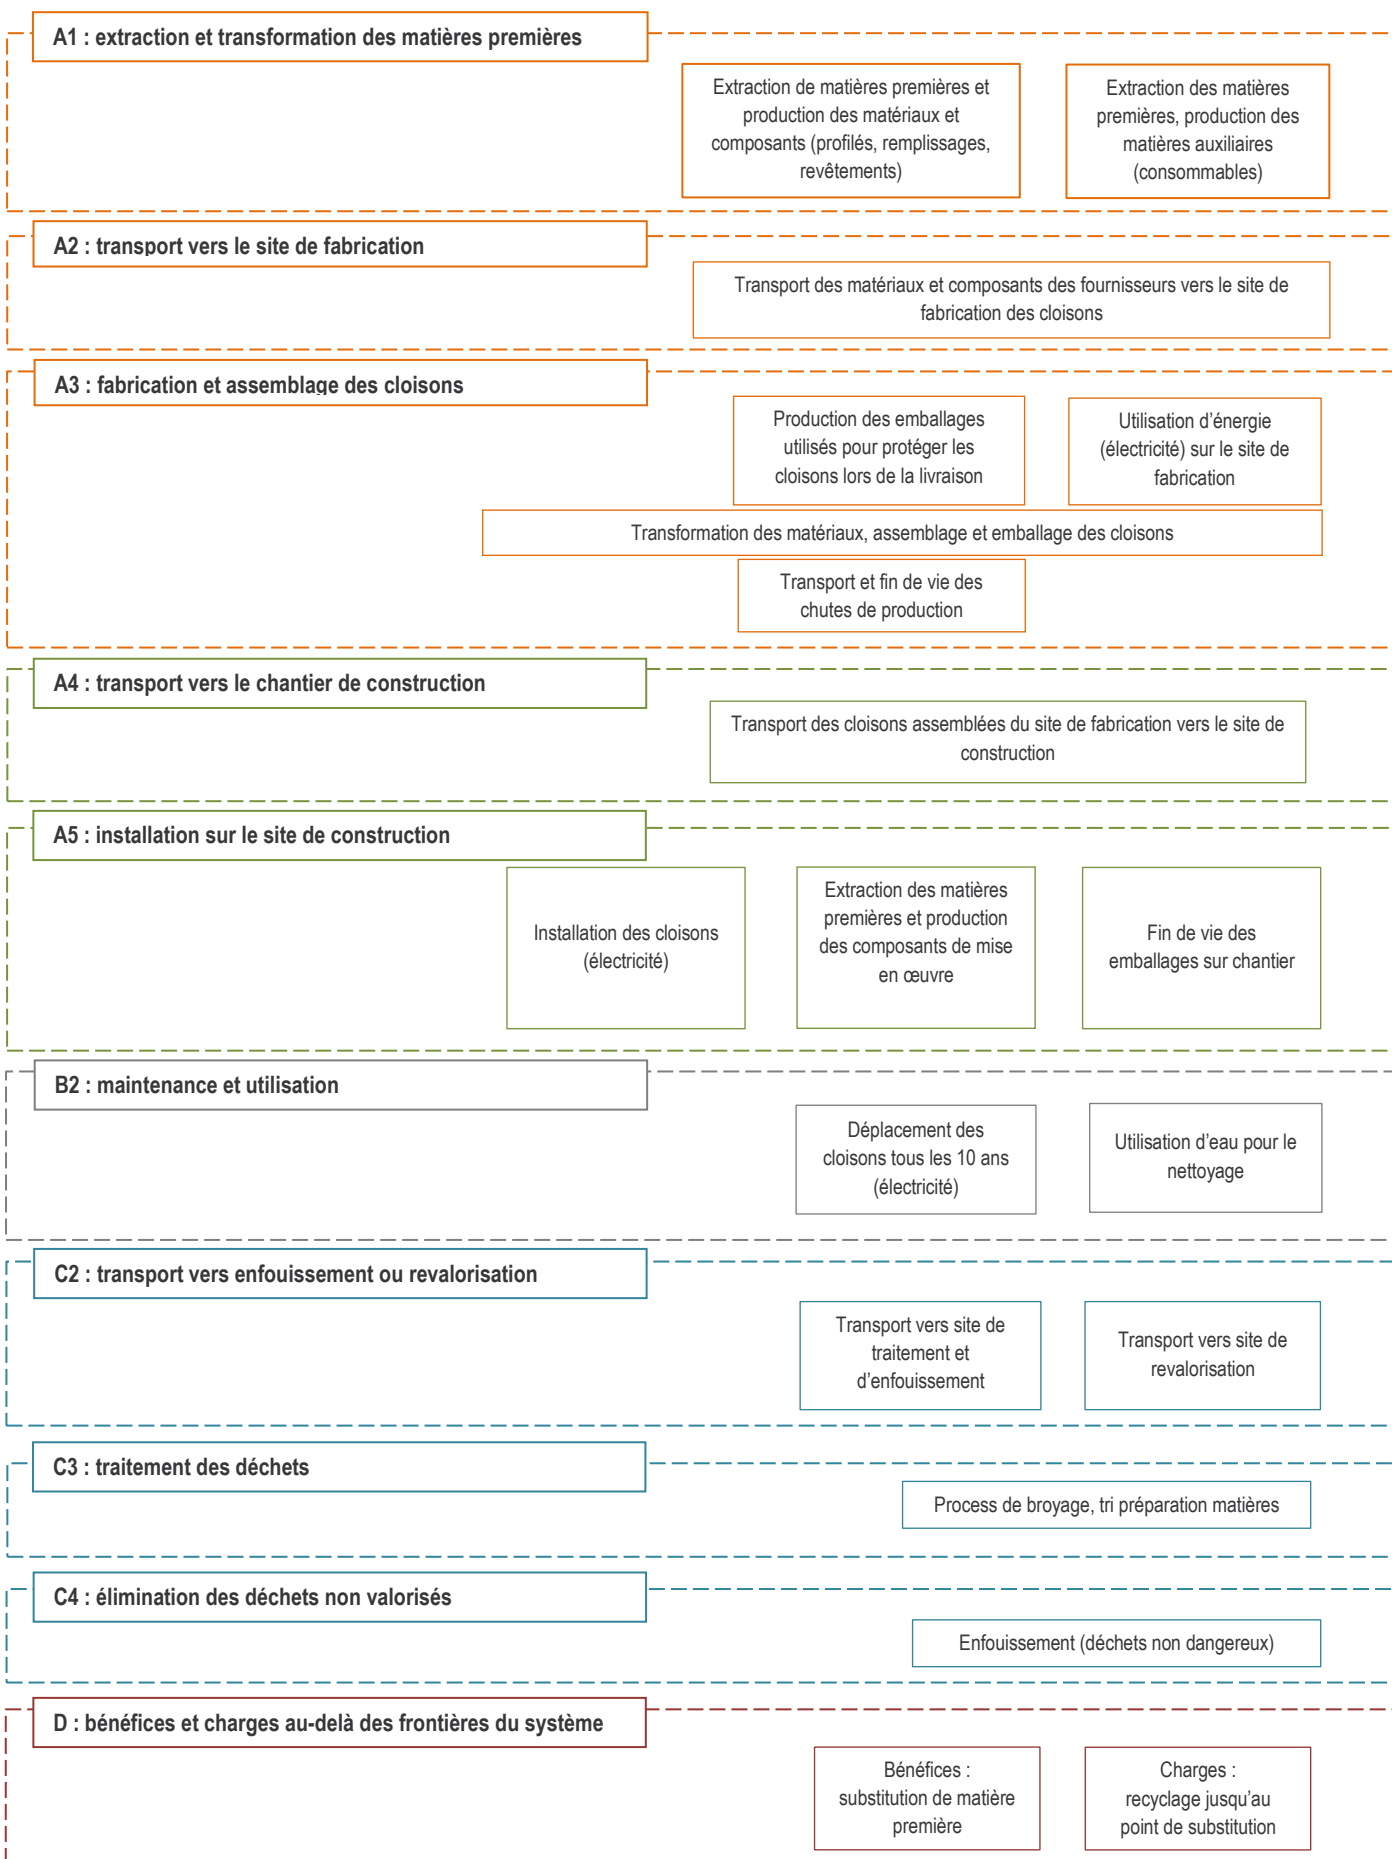 A1 : extraction et transformation des matières premières
Extraction de matières premières et
production des matériaux et
composants (profilés, remplissages,
revêtements)
Extraction des matières
premières, production des
matières auxiliaires
(consommables)
A2 : transport vers le site de fabrication
Transport des matériaux et composants des fournisseurs vers le site de
fabrication des cloisons
A3 : fabrication et assemblage des cloisons
Production des emballages
utilisés pour protéger les
cloisons lors de la livraison
Utilisation d’énergie
(électricité) sur le site de
fabrication
Transformation des matériaux, assemblage et emballage des cloisons
Transport et fin de vie des
chutes de production
A4 : transport vers le chantier de construction
Transport des cloisons assemblées du site de fabrication vers le site de
construction
A5 : installation sur le site de construction
Installation des cloisons
(électricité)
Extraction des matières
premières et production
des composants de mise
en œuvre
Fin de vie des
emballages sur chantier
B2 : maintenance et utilisation
Déplacement des
cloisons tous les 10 ans
(électricité)
Utilisation d’eau pour le
nettoyage
C2 : transport vers enfouissement ou revalorisation
Transport vers site de
traitement et
d’enfouissement
Transport vers site de
revalorisation
C3 : traitement des déchets
Process de broyage, tri préparation matières
C4 : élimination des déchets non valorisés
Enfouissement (déchets non dangereux)
D : bénéfices et charges au-delà des frontières du système
Bénéfices :
substitution de matière
première
Charges :
recyclage jusqu’au
point de substitution